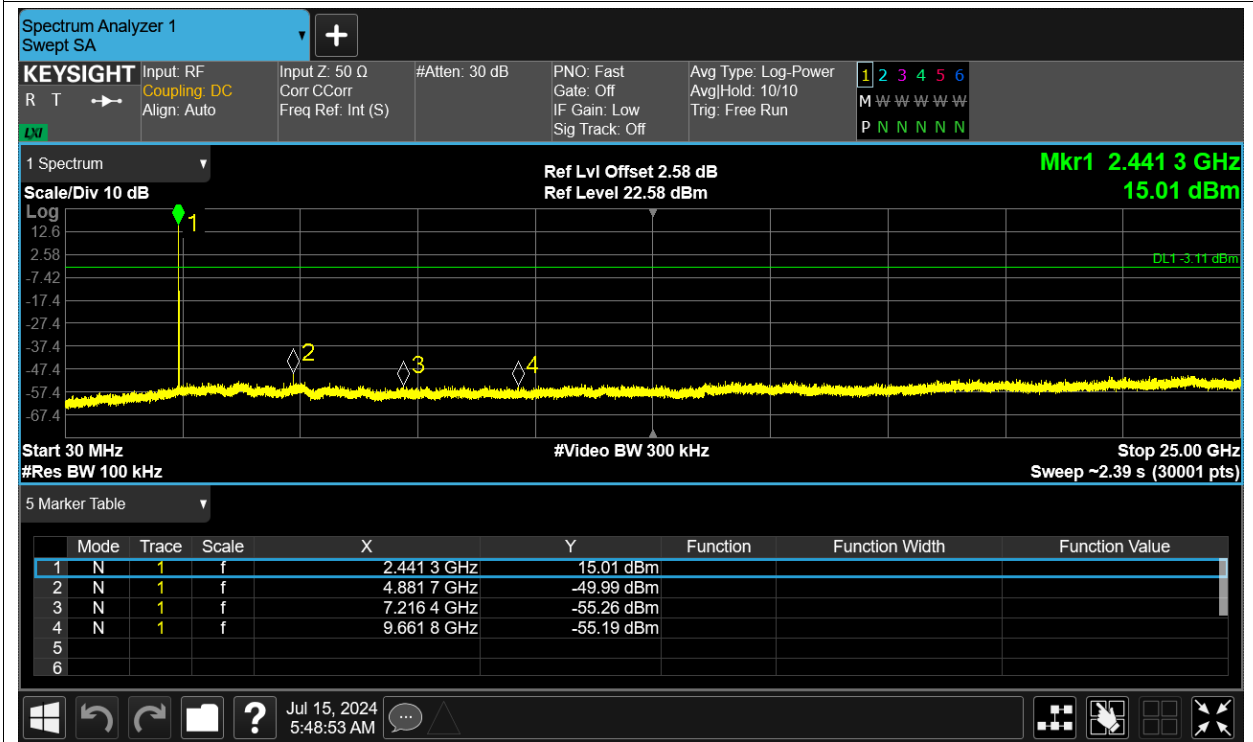 Spectrum Analyzer 1
Swept SA
+
KEYSIGHT Input: RF Input Z: 50 Ω #Atten: 30 dB PNO: Fast Avg Type: Log-Power 1 2 3 4 5 6
R T Coupling: DC Corr CCorr Gate: Off Avg|Hold: 10/10 M W W W W W
Align: Auto Freq Ref: Int (S) IF Gain: Low Trig: Free Run
LXI Sig Track: Off P N N N N N
1 Spectrum Ref Lvl Offset 2.58 dB Mkr1 2.441 3 GHz
Scale/Div 10 dB Ref Level 22.58 dBm 15.01 dBm
Log
1
12.6
2.58
DL1 -3.11 dBm
-7.42
-17.4
-27.4
-37.4
2 3 4
-47.4
-57.4
-67.4
Start 30 MHz #Video BW 300 kHz Stop 25.00 GHz
#Res BW 100 kHz Sweep ~2.39 s (30001 pts)
5 Marker Table
Mode Trace Scale X Y Function Function Width Function Value
1 N 1 f 2.441 3 GHz 15.01 dBm
2 N 1 f 4.881 7 GHz -49.99 dBm
3 N 1 f 7.216 4 GHz -55.26 dBm
4 N 1 f 9.661 8 GHz -55.19 dBm
5
6
? Jul 15, 2024
5:48:53 AM